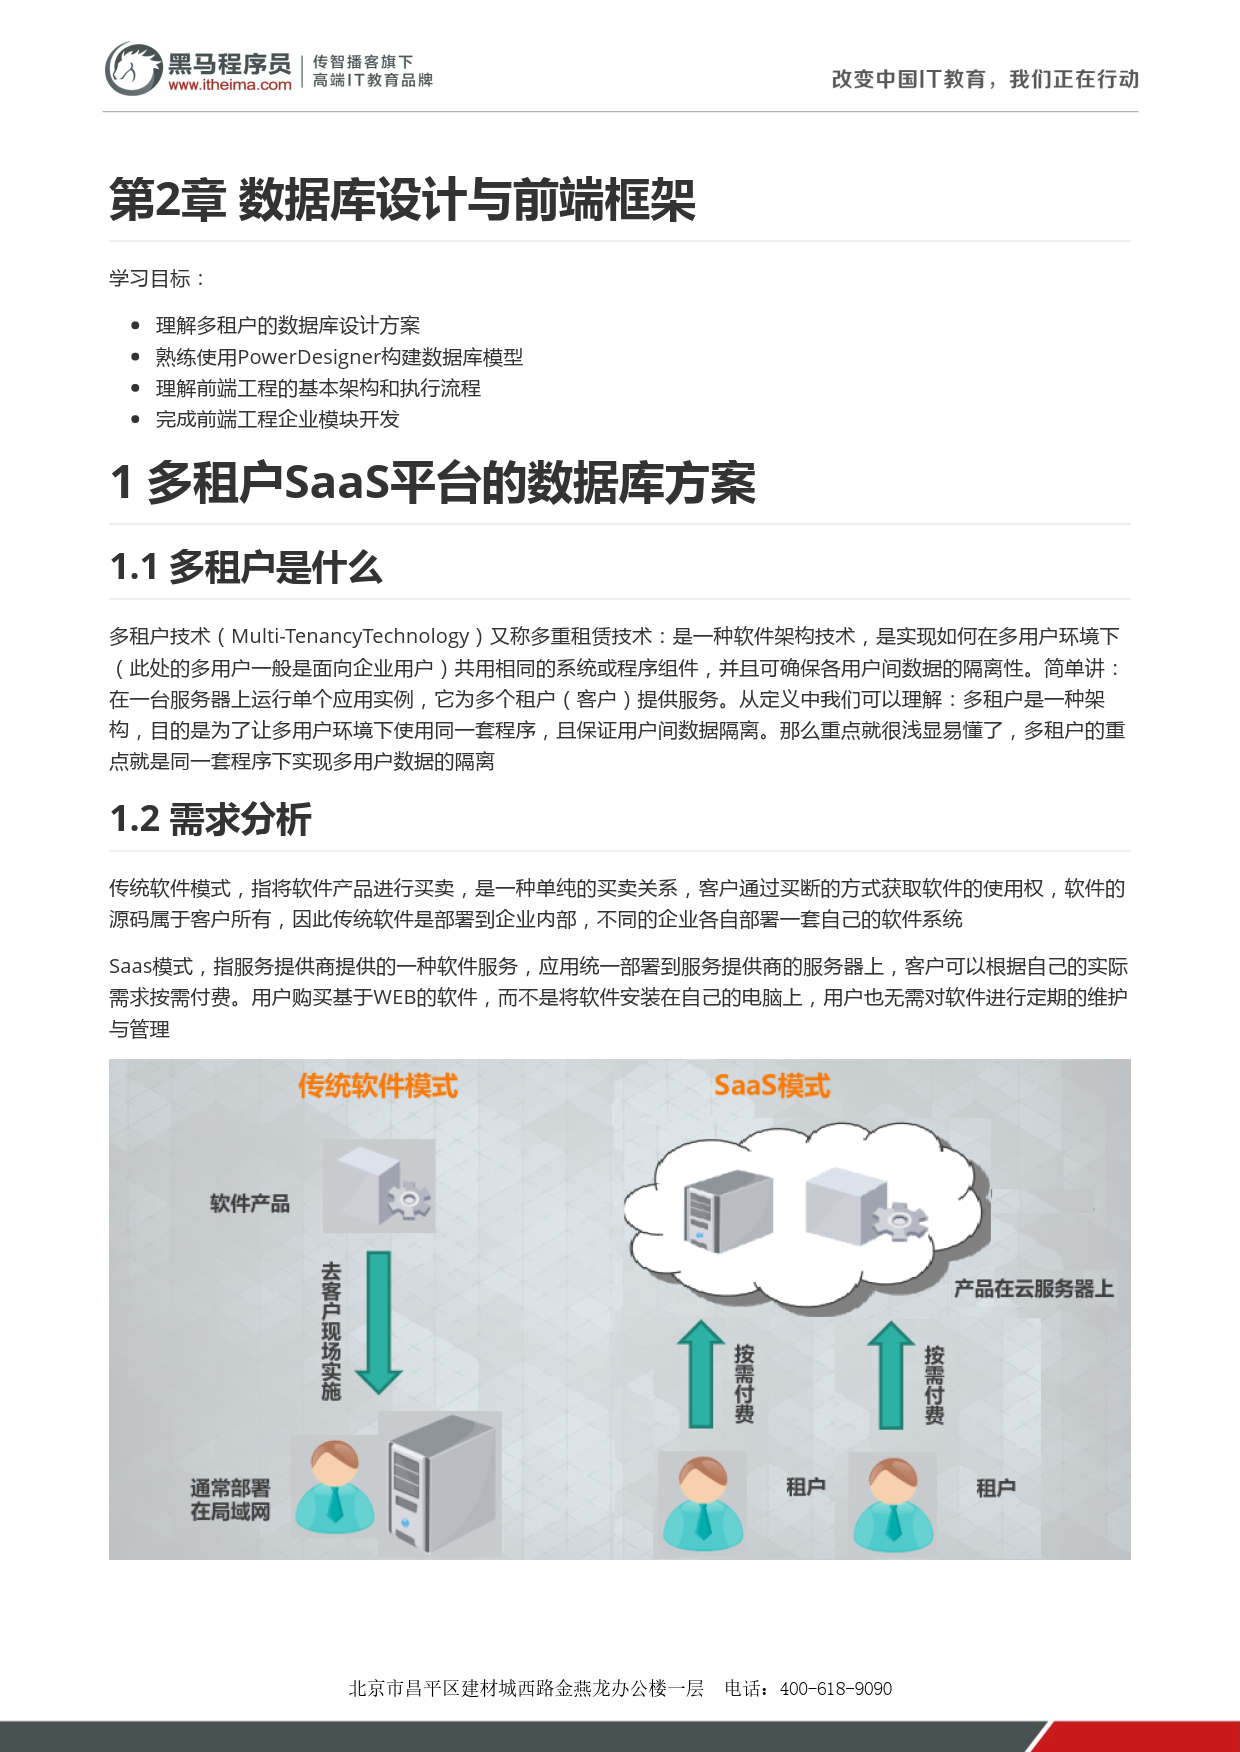 黑马程序员
www.itheima.com
传智播客旗下
高端IT教育品牌
改变中国IT教育，我们正在行动
第2章 数据库设计与前端框架
学习目标：
理解多租户的数据库设计方案
熟练使用PowerDesigner构建数据库模型
理解前端工程的基本架构和执行流程
完成前端工程企业模块开发
1 多租户SaaS平台的数据库方案
1.1 多租户是什么
多租户技术（Multi-TenancyTechnology）又称多重租赁技术：是一种软件架构技术，是实现如何在多用户环境下
（此处的多用户一般是面向企业用户）共用相同的系统或程序组件，并且可确保各用户间数据的隔离性。简单讲：
在一台服务器上运行单个应用实例，它为多个租户（客户）提供服务。从定义中我们可以理解：多租户是一种架
构，目的是为了让多用户环境下使用同一套程序，且保证用户间数据隔离。那么重点就很浅显易懂了，多租户的重
点就是同一套程序下实现多用户数据的隔离
1.2 需求分析
传统软件模式，指将软件产品进行买卖，是一种单纯的买卖关系，客户通过买断的方式获取软件的使用权，软件的
源码属于客户所有，因此传统软件是部署到企业内部，不同的企业各自部署一套自己的软件系统
Saas模式，指服务提供商提供的一种软件服务，应用统一部署到服务提供商的服务器上，客户可以根据自己的实际
需求按需付费。用户购买基于WEB的软件，而不是将软件安装在自己的电脑上，用户也无需对软件进行定期的维护
与管理
传统软件模式
SaaS模式
软件产品
去客户现场实施
产品在云服务器上
按需付费
按需付费
通常部署
在局域网
租户
租户
北京市昌平区建材城西路金燕龙办公楼一层 电话：400-618-9090